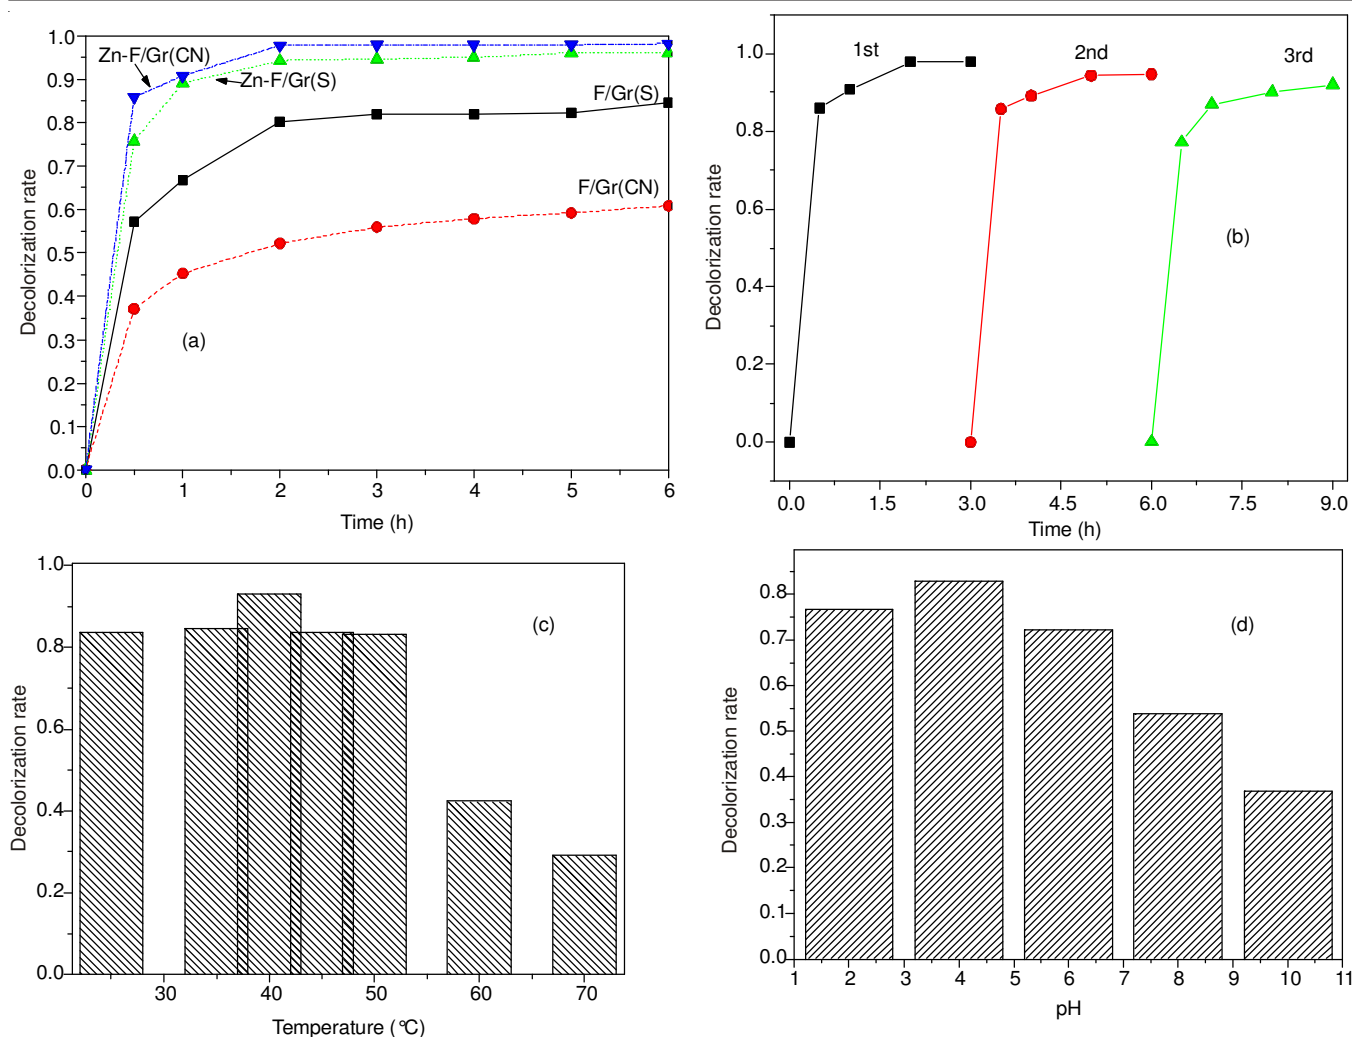 1.0
0.9
0.8
0.7
0.6
0.5
0.4
0.3
0.2
0.1
0.0
Decolorization rate
Zn-F/Gr(CN)
Zn-F/Gr(S)
F/Gr(S)
F/Gr(CN)
(a)
0 1 2 3 4 5 6
Time (h)
1.0
0.8
0.6
0.4
0.2
0.0
Decolorization rate
1st
2nd
3rd
(b)
0.0 1.5 3.0 4.5 6.0 7.5 9.0
Time (h)
1.0
0.8
0.6
0.4
0.2
0.0
Decolorization rate
(c)
30 40 50 60 70
Temperature (°C)
0.8
0.7
0.6
0.5
0.4
0.3
0.2
0.1
0.0
Decolorization rate
(d)
1 2 3 4 5 6 7 8 9 10 11
pH